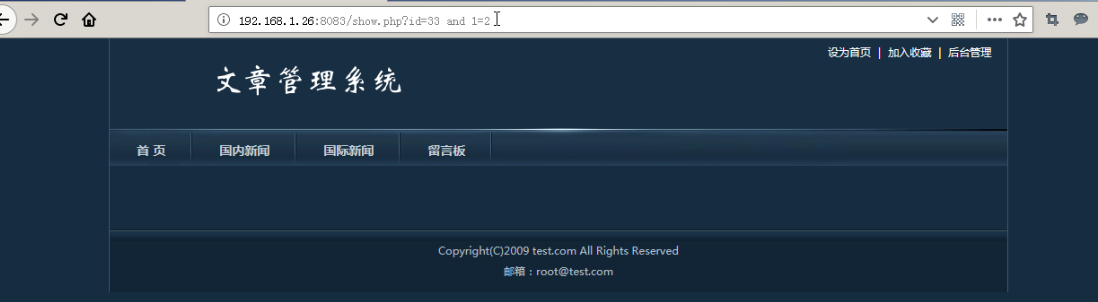 192.168.1.26:8083/show.php?id=33 and 1=2
设为首页 | 加入收藏 | 后台管理
文章管理系统
首 页 国内新闻 国际新闻 留言板
Copyright(C)2009 test.com All Rights Reserved
邮箱：root@test.com